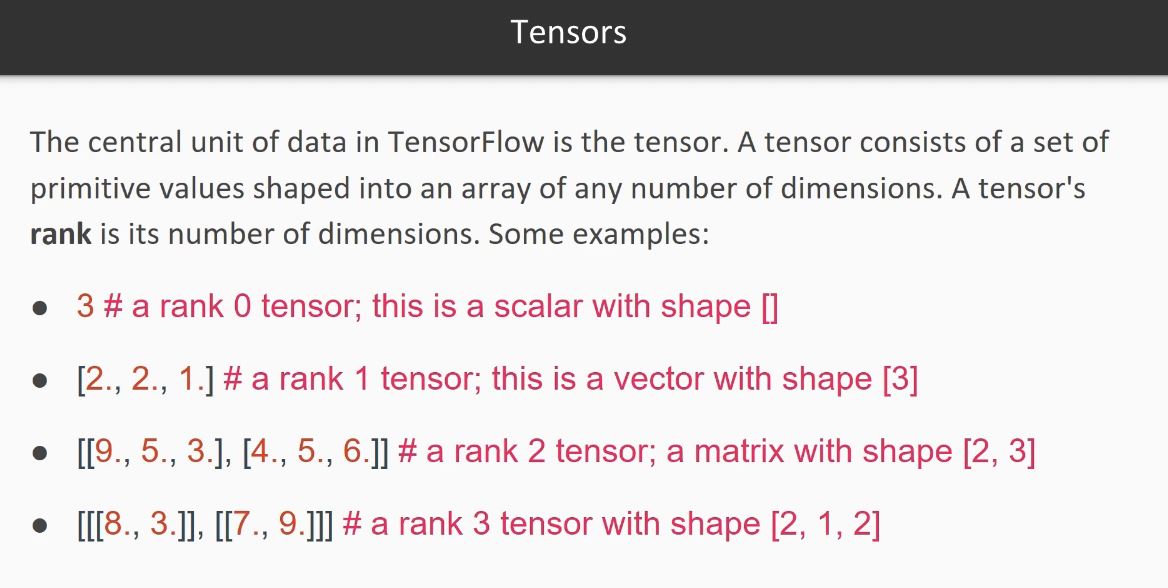 Tensors
The central unit of data in TensorFlow is the tensor. A tensor consists of a set of
primitive values shaped into an array of any number of dimensions. A tensor's
rank is its number of dimensions. Some examples:
● 3 # a rank 0 tensor; this is a scalar with shape []
● [2., 2., 1.] # a rank 1 tensor; this is a vector with shape [3]
● [[9., 5., 3.], [4., 5., 6.]] # a rank 2 tensor; a matrix with shape [2, 3]
● [[[8., 3.]], [[7., 9.]]] # a rank 3 tensor with shape [2, 1, 2]